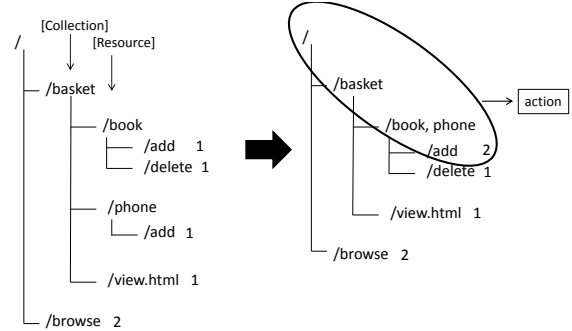 [Collection]
/
[Resource]
/basket
/book
/add 1
/delete 1
/phone
/add 1
/view.html 1
/browse 2
/
/basket
action
/book, phone
/add 2
/delete 1
/view.html 1
/browse 2